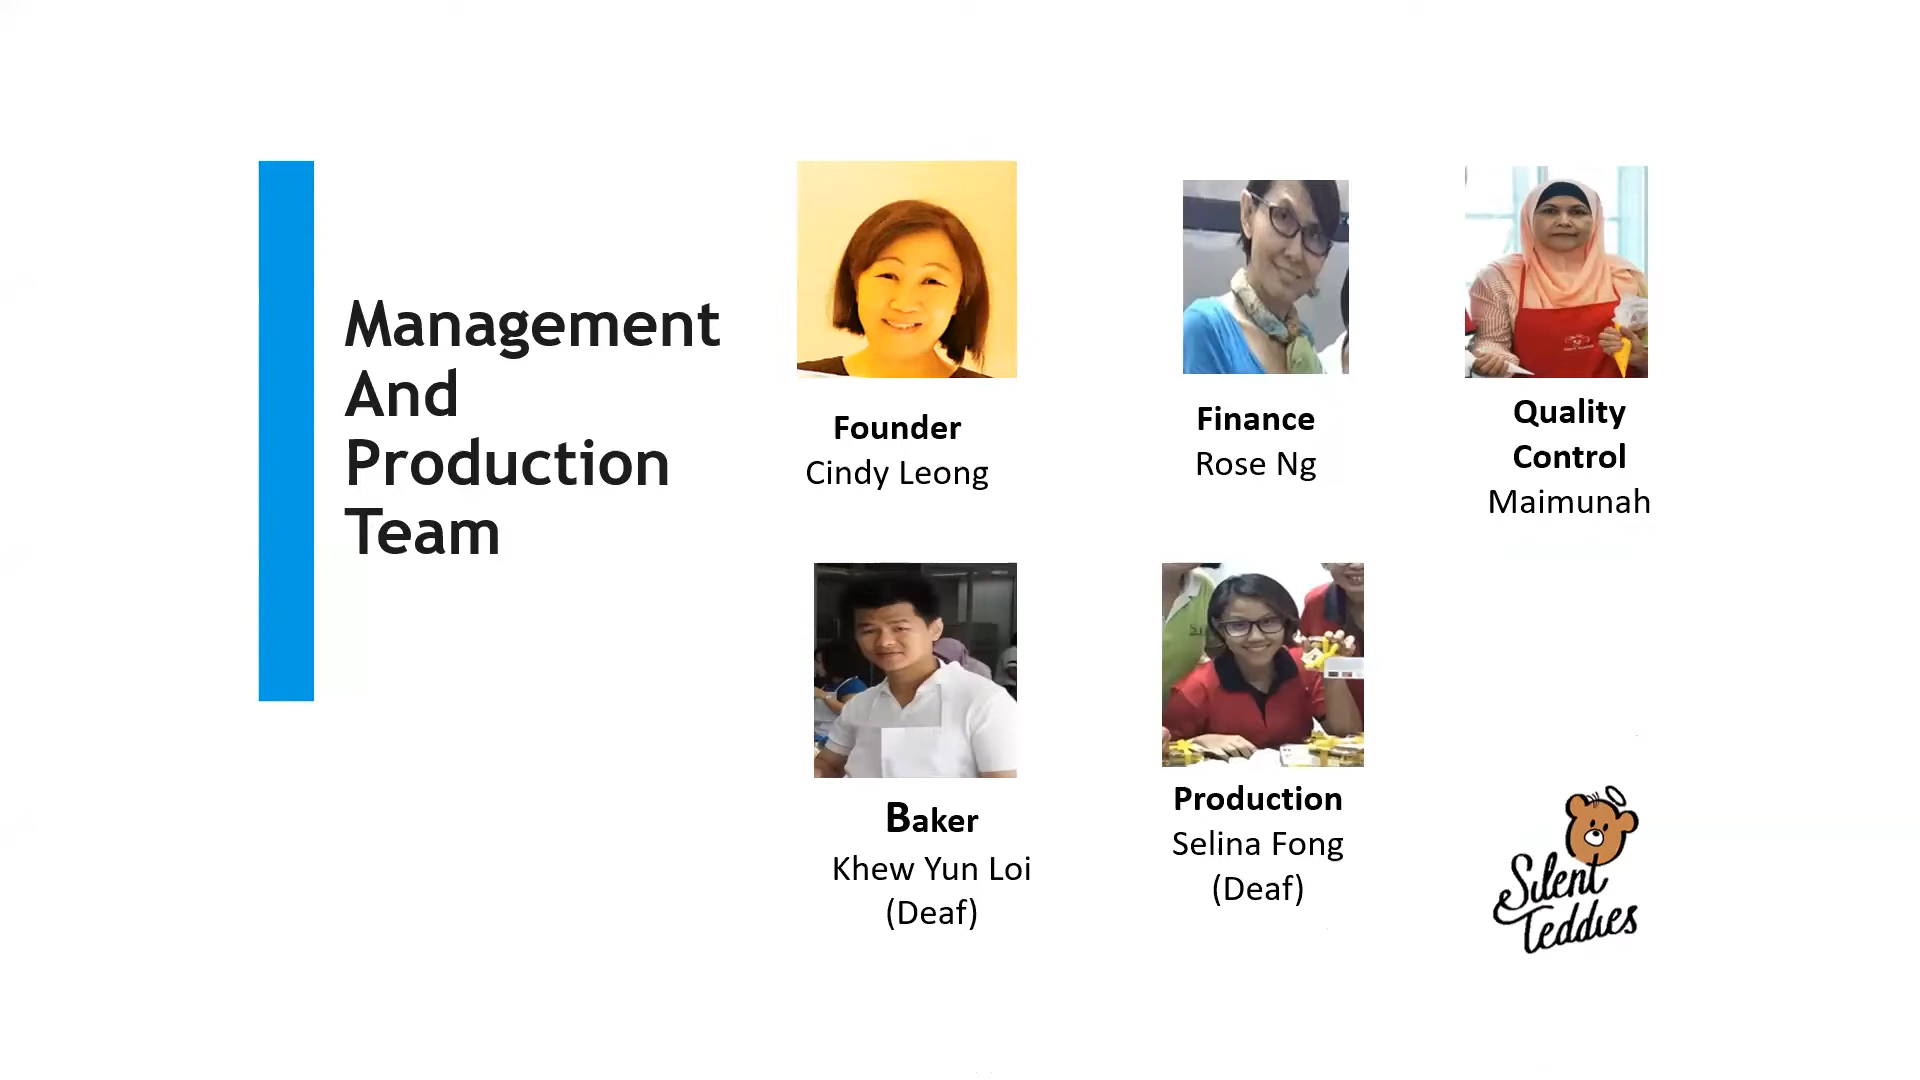 Management
And
Production
Team
Founder
Cindy Leong
Finance
Rose Ng
Quality
Control
Maimunah
Baker
Khew Yun Loi
(Deaf)
Production
Selina Fong
(Deaf)
Silent
Teddies